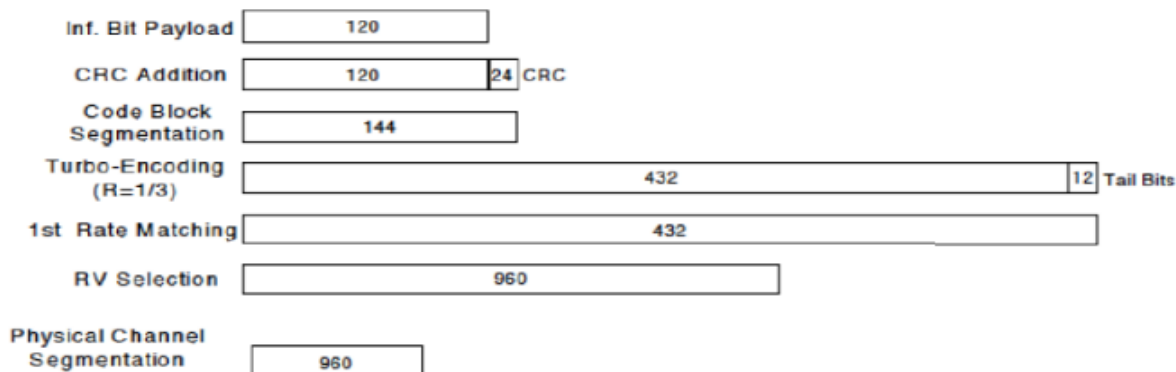 Inf. Bit Payload 120
CRC Addition 120 24 CRC
Code Block
Segmentation 144
Turbo-Encoding
(R=1/3) 432 12 Tail Bits
1st Rate Matching 432
RV Selection 960
Physical Channel
Segmentation 960